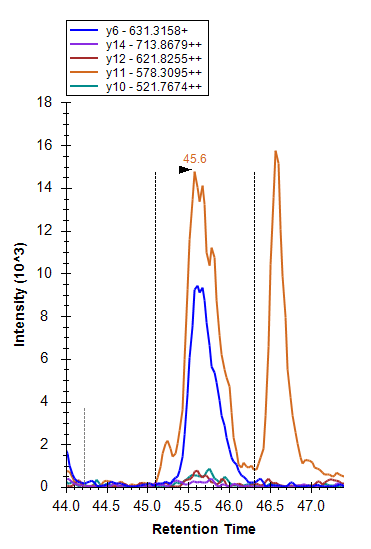 y6 - 631.3158+
y14 - 713.8679++
y12 - 621.8255++
y11 - 578.3095++
y10 - 521.7674++
18
16
14
12
10
8
6
4
2
0
Intensity (10^3)
45.6
44.0 44.5 45.0 45.5 46.0 46.5 47.0
Retention Time